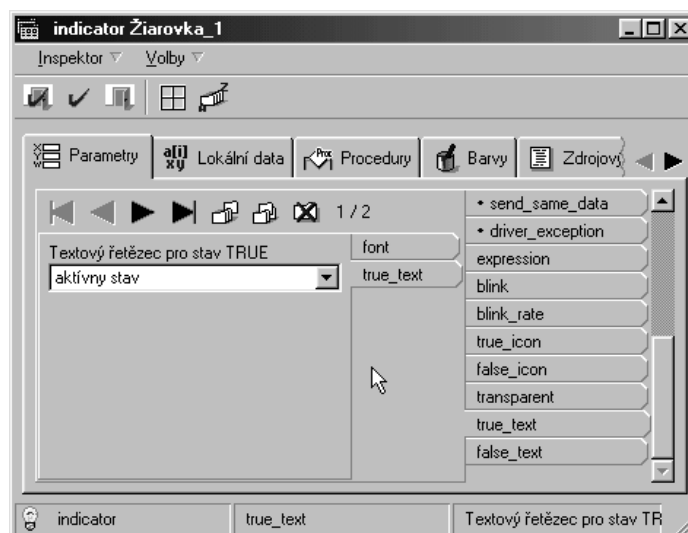 indicator Žiarovka_1
Inspektor Volby
Parametry a[i] xy Lokální data Prox Procedury Barvy Zdrojový
1 / 2
Textový řetězec pro stav TRUE
aktívny stav
font
true_text
• send_same_data
• driver_exception
expression
blink
blink_rate
true_icon
false_icon
transparent
true_text
false_text
indicator true_text Textový řetězec pro stav TR